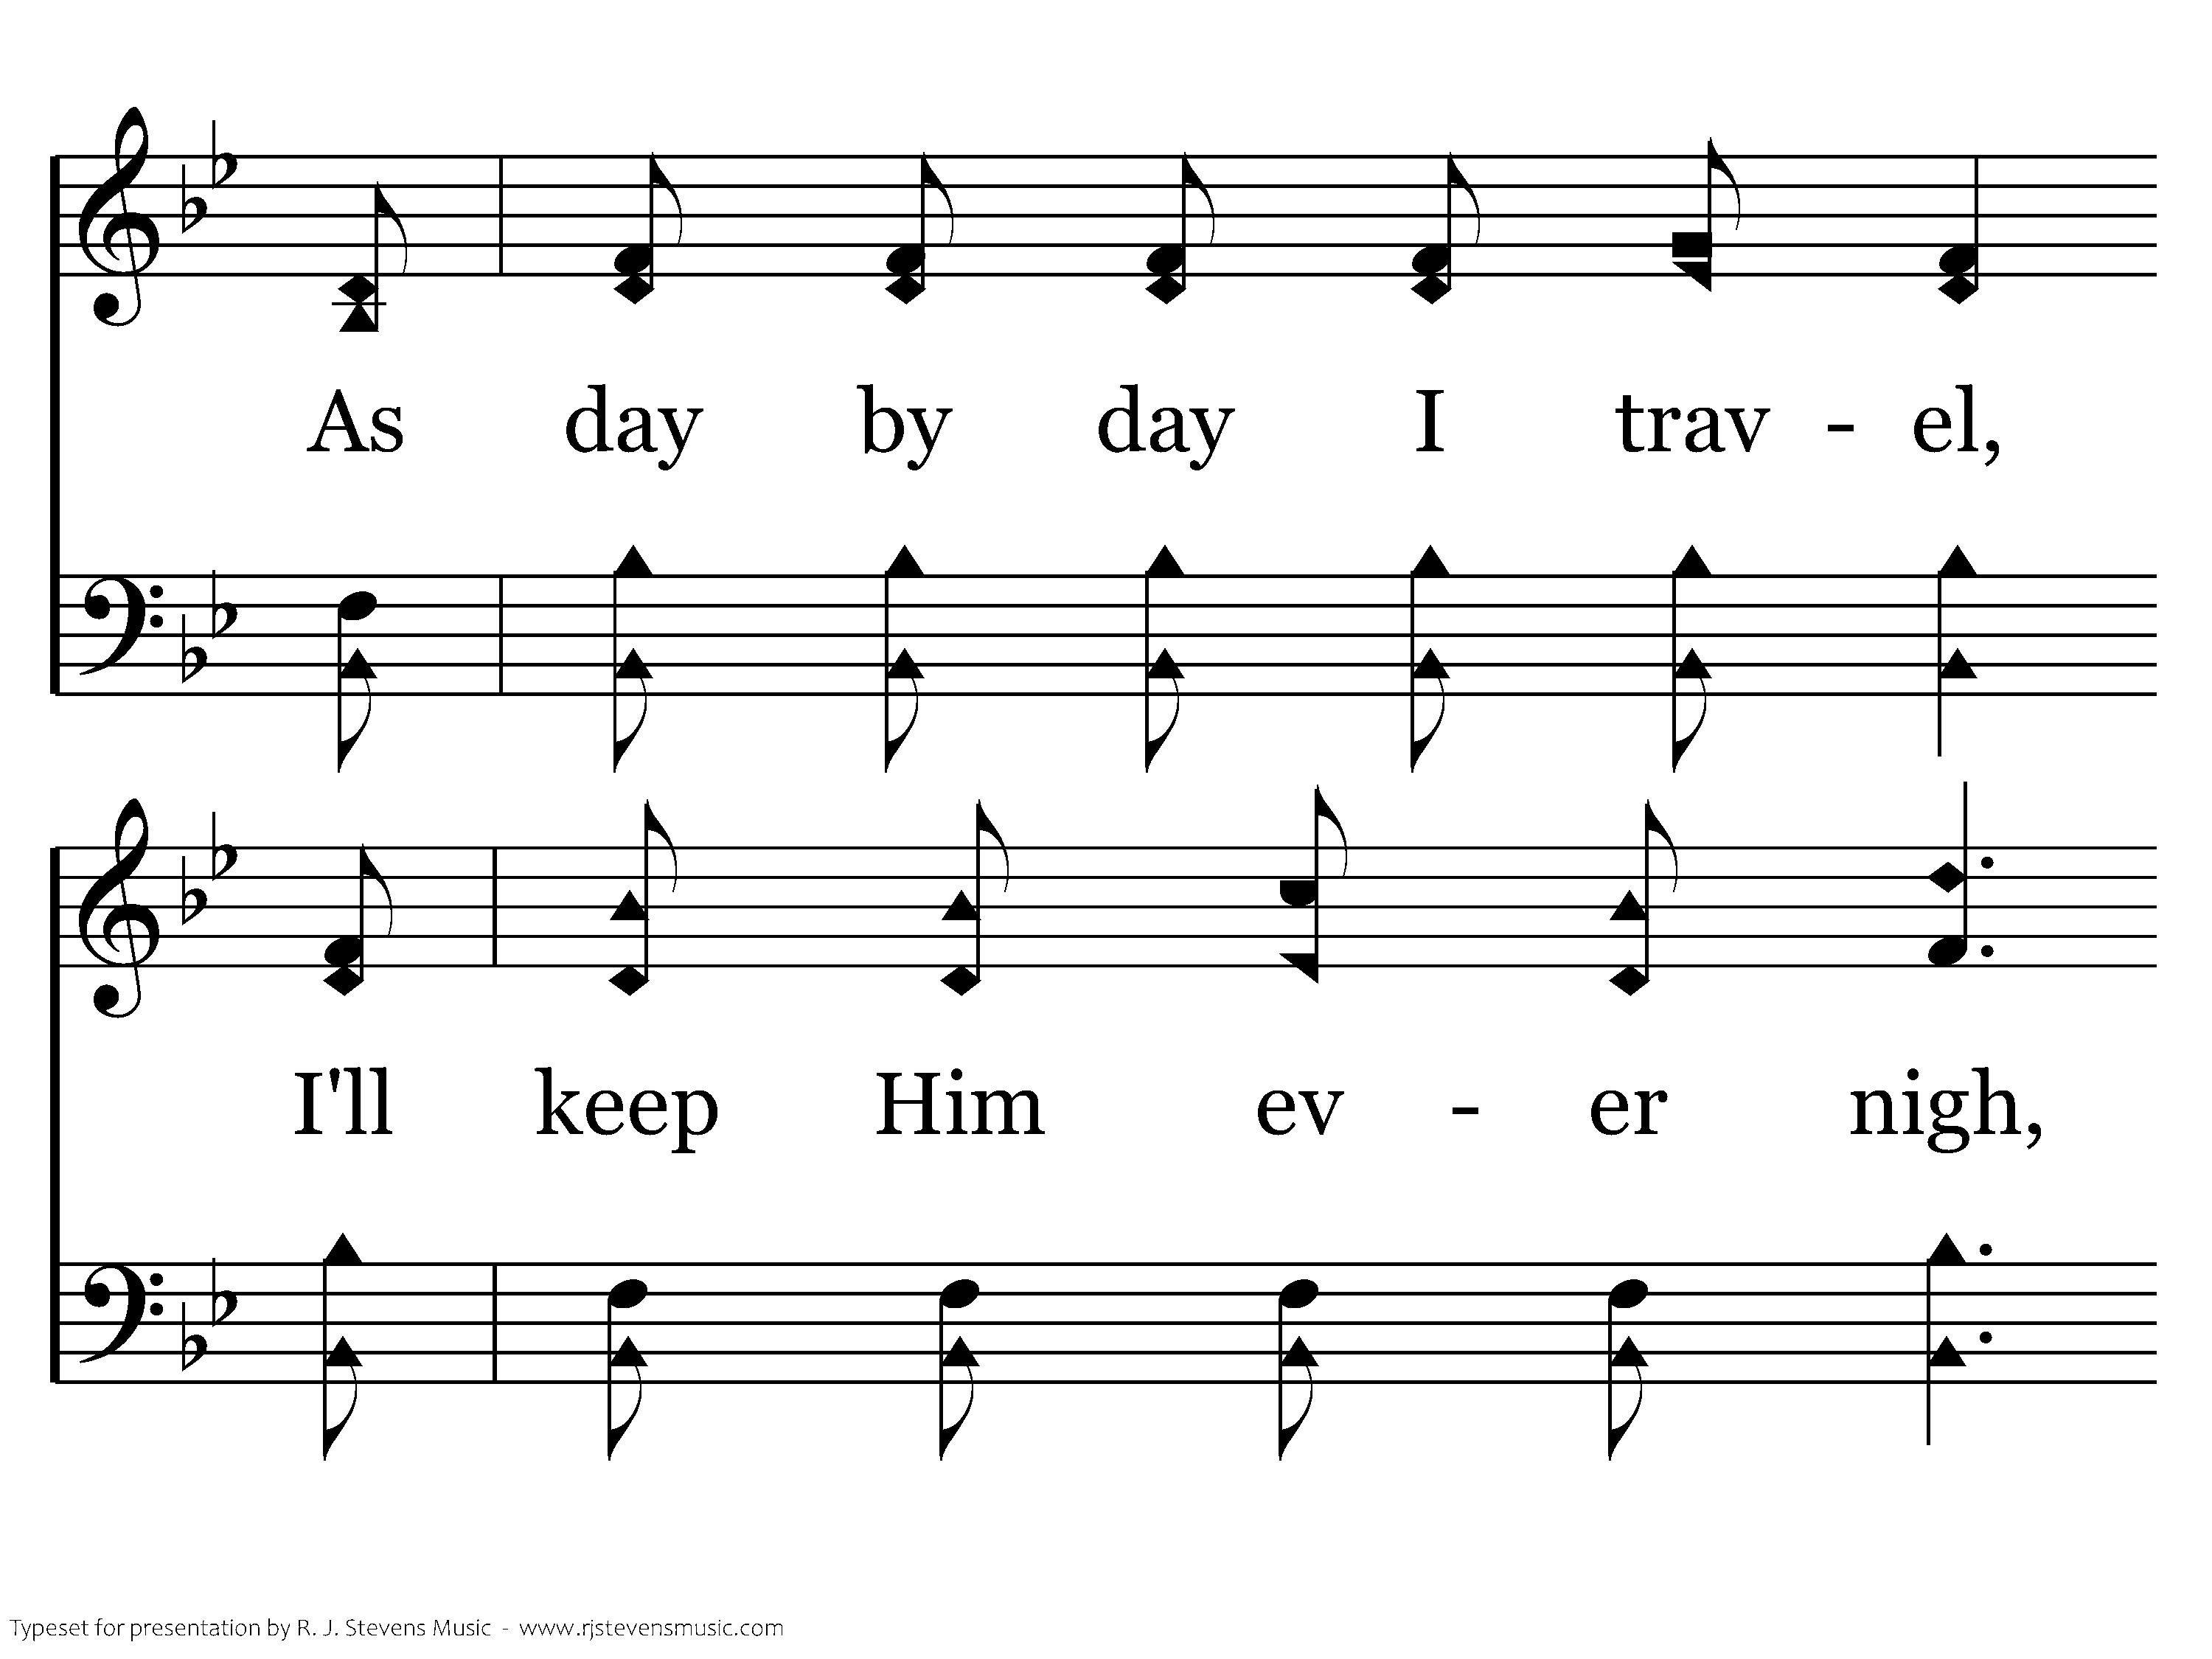 As day by day I trav - el,
I'll keep Him ev - er nigh,
Typeset for presentation by R. J. Stevens Music - www.rjstevensmusic.com